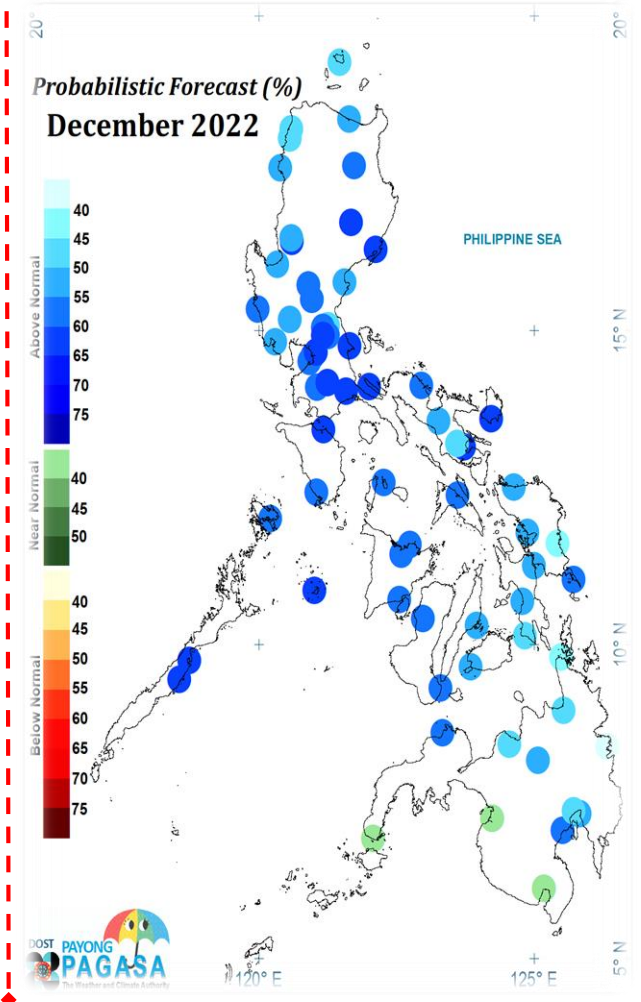 20°
20°
Probabilistic Forecast (%)
December 2022
40
45
50
55
60
65
70
75
Above Normal
PHILIPPINE SEA
15° N
40
45
50
Near Normal
40
45
50
55
60
65
70
75
Below Normal
10° N
DOST
PAYONG
PAGASA
The Weather and Climate Authority
120° E
125° E
5° N